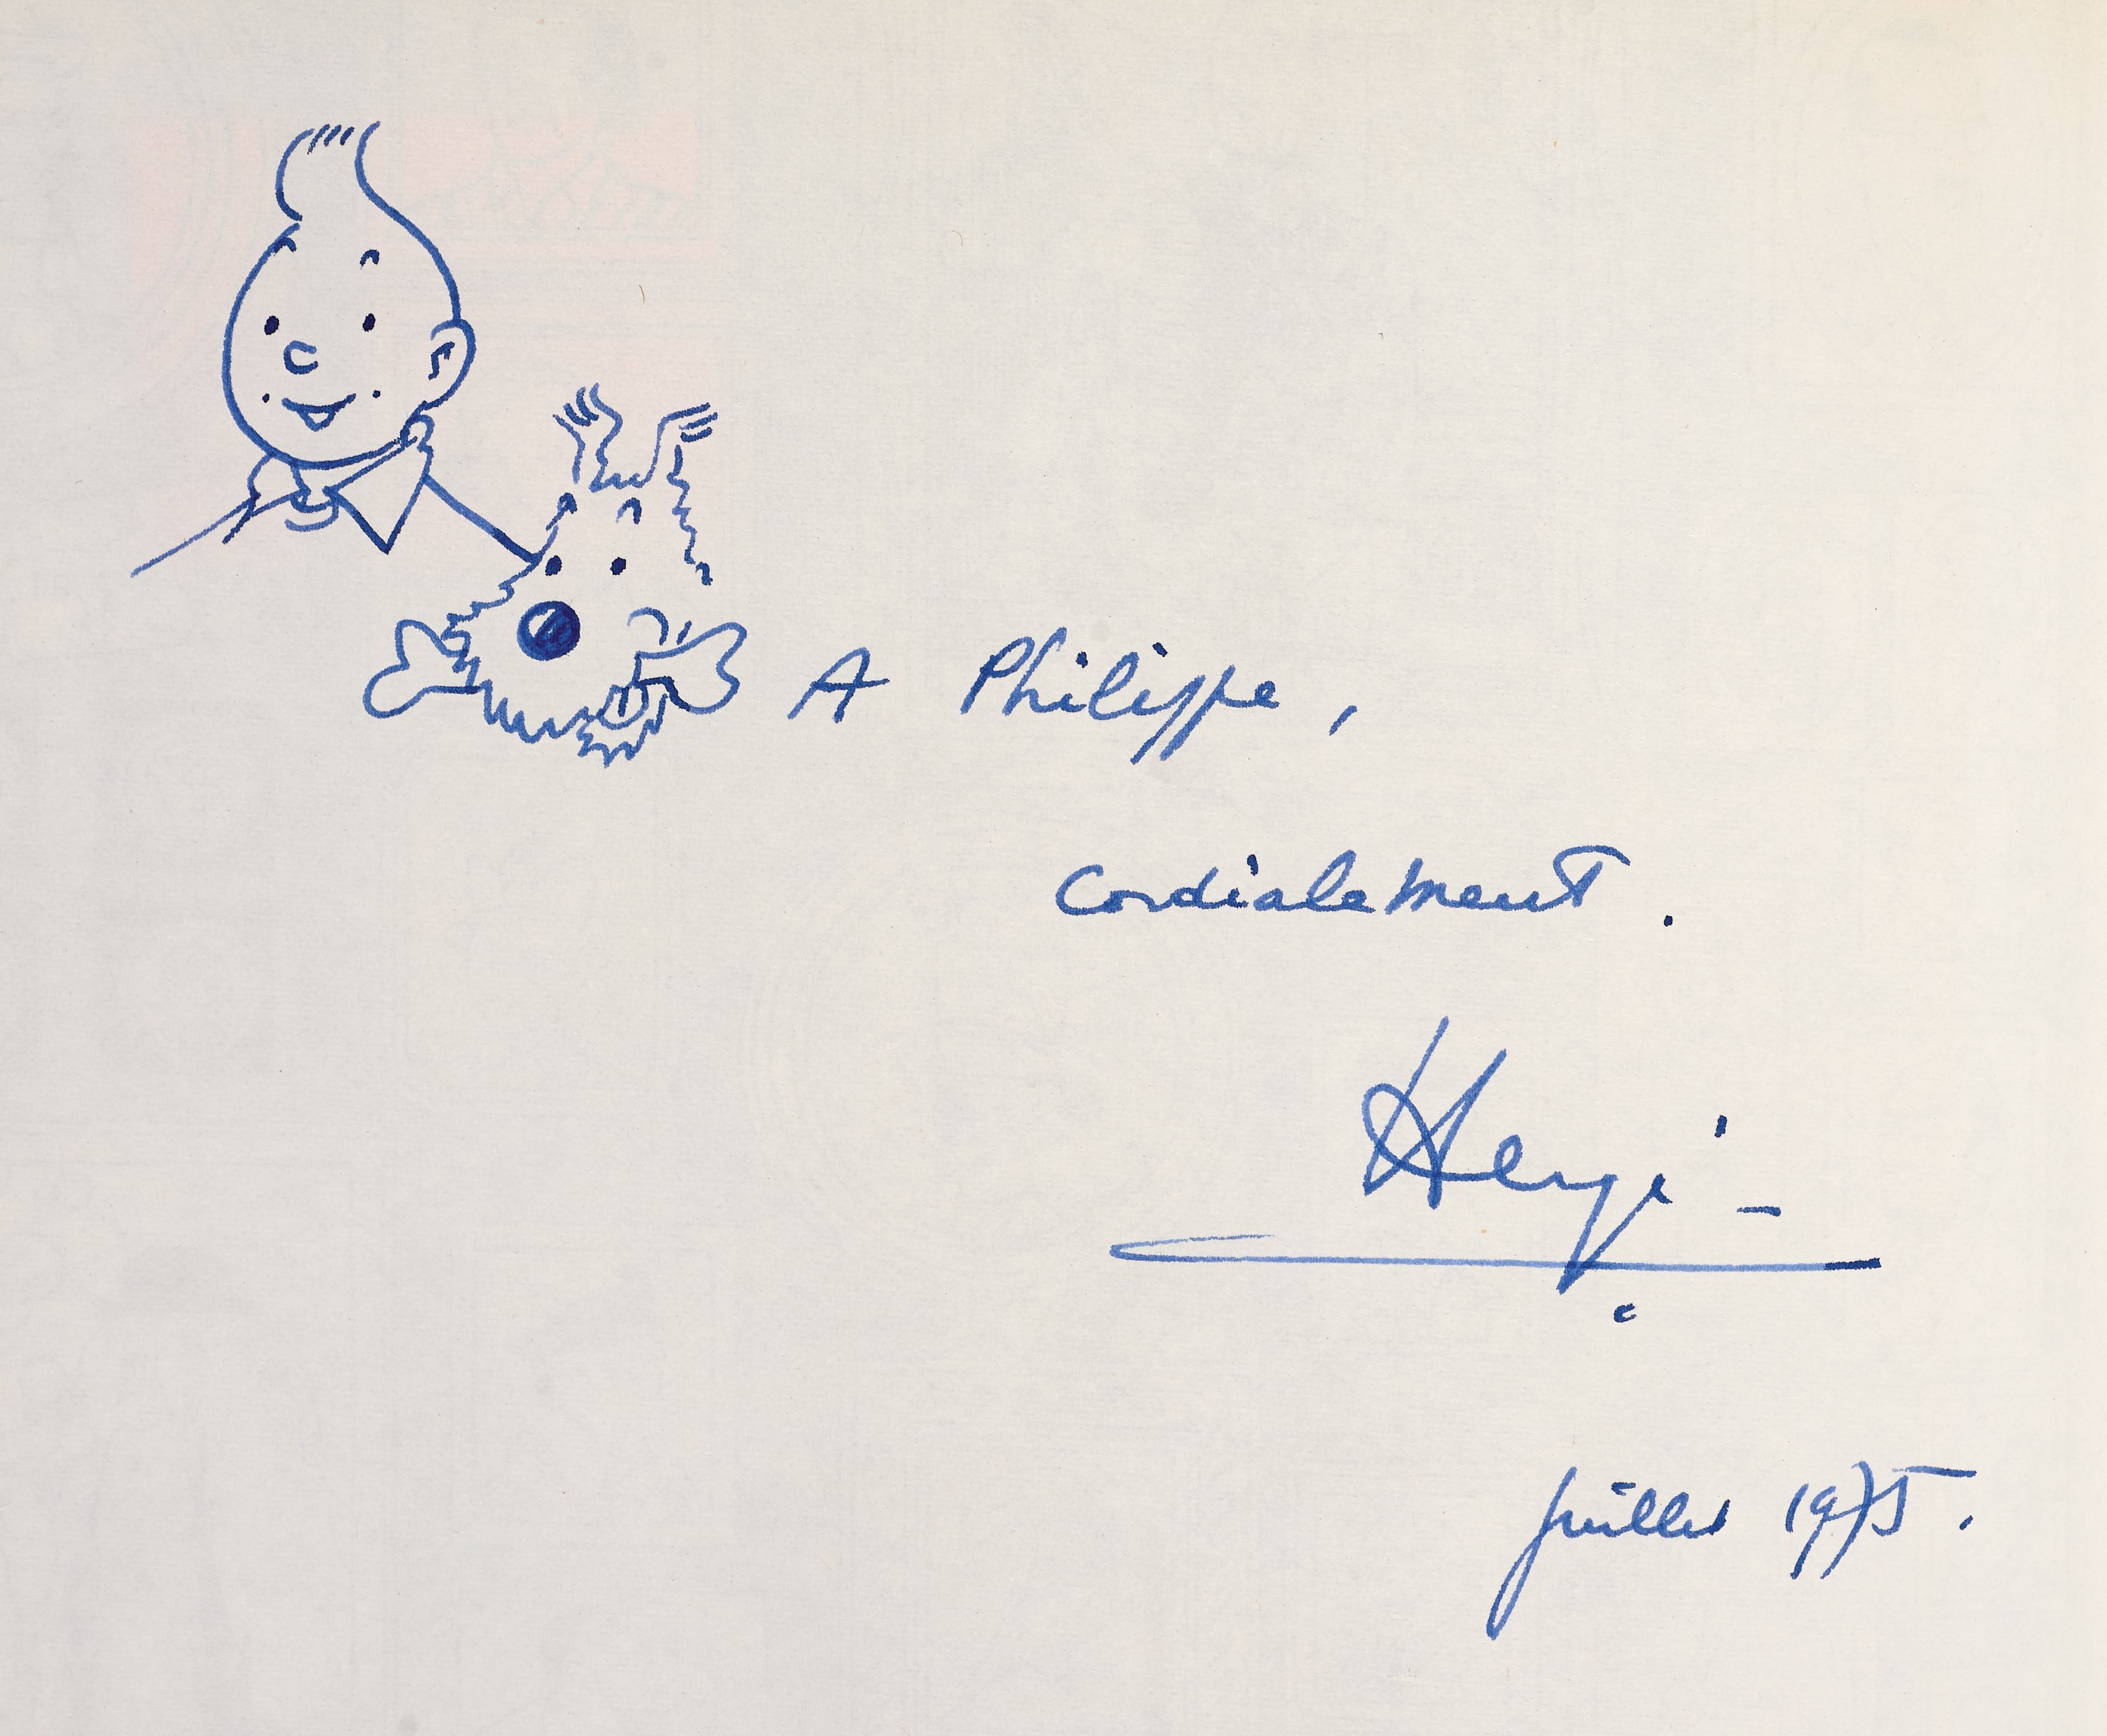 A Philippe,
Cordialement.
Hergé -
juillet 1975.